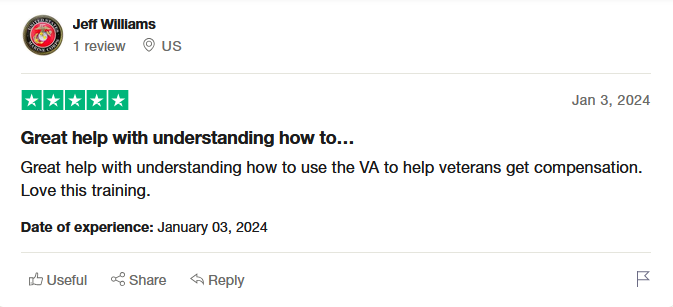 Jeff Williams
1 review US
Jan 3, 2024
Great help with understanding how to…
Great help with understanding how to use the VA to help veterans get compensation.
Love this training.
Date of experience: January 03, 2024
Useful Share Reply